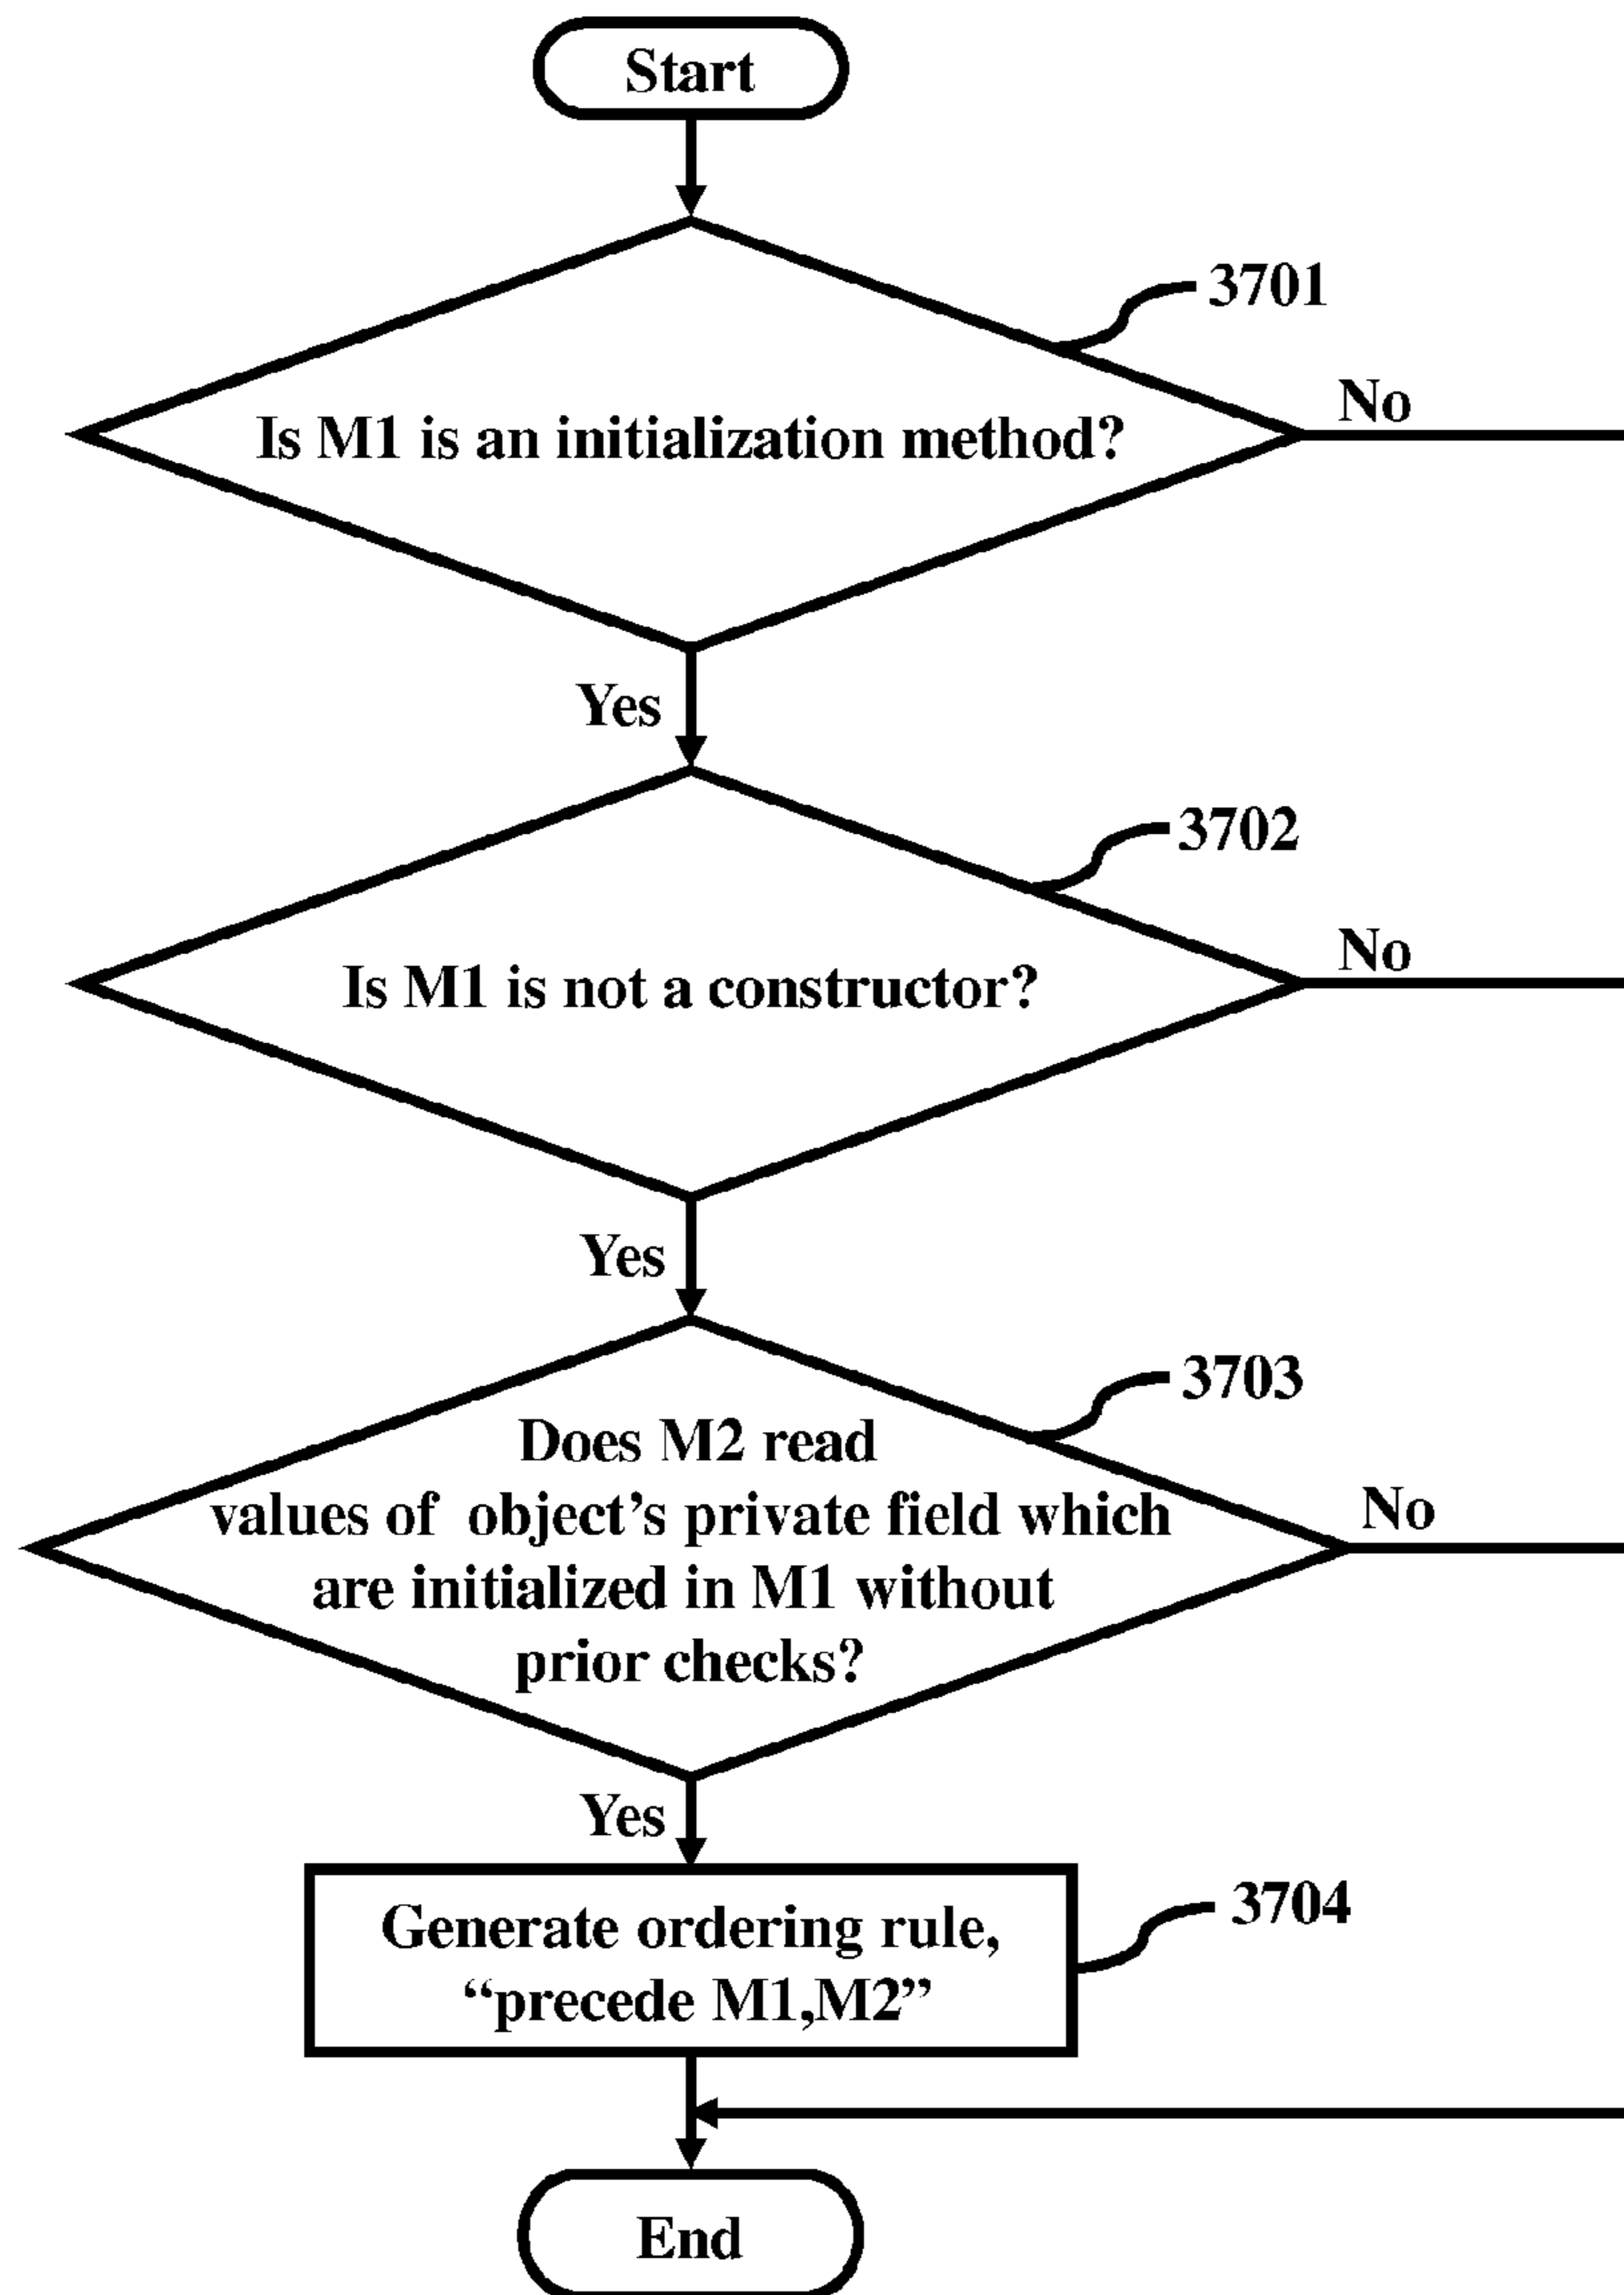 Start
3701
No
Is M1 is an initialization method?
Yes
3702
No
Is M1 is not a constructor?
Yes
3703
Does M2 read
values of object’s private field which
are initialized in M1 without
prior checks?
No
Yes
3704
Generate ordering rule,
“precede M1,M2”
End